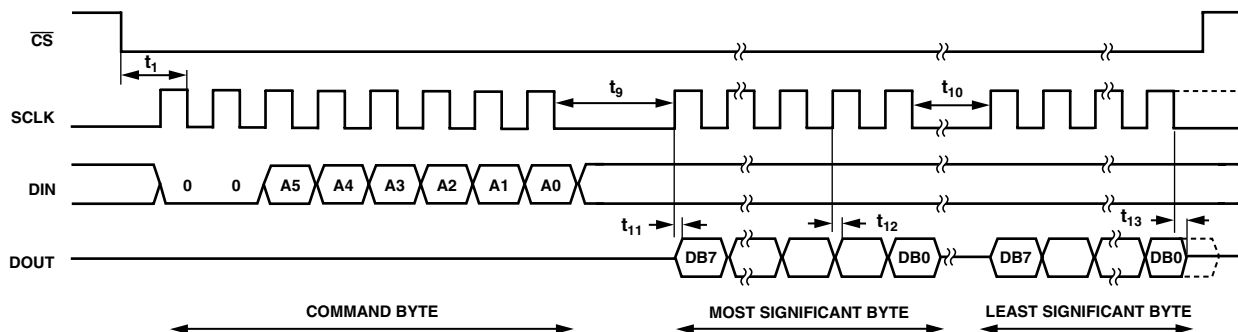 CS
t1
SCLK
t9
t10
DIN
0 0 A5 A4 A3 A2 A1 A0
t11
t12
t13
DOUT
DB7 DB0 DB7 DB0
COMMAND BYTE MOST SIGNIFICANT BYTE LEAST SIGNIFICANT BYTE